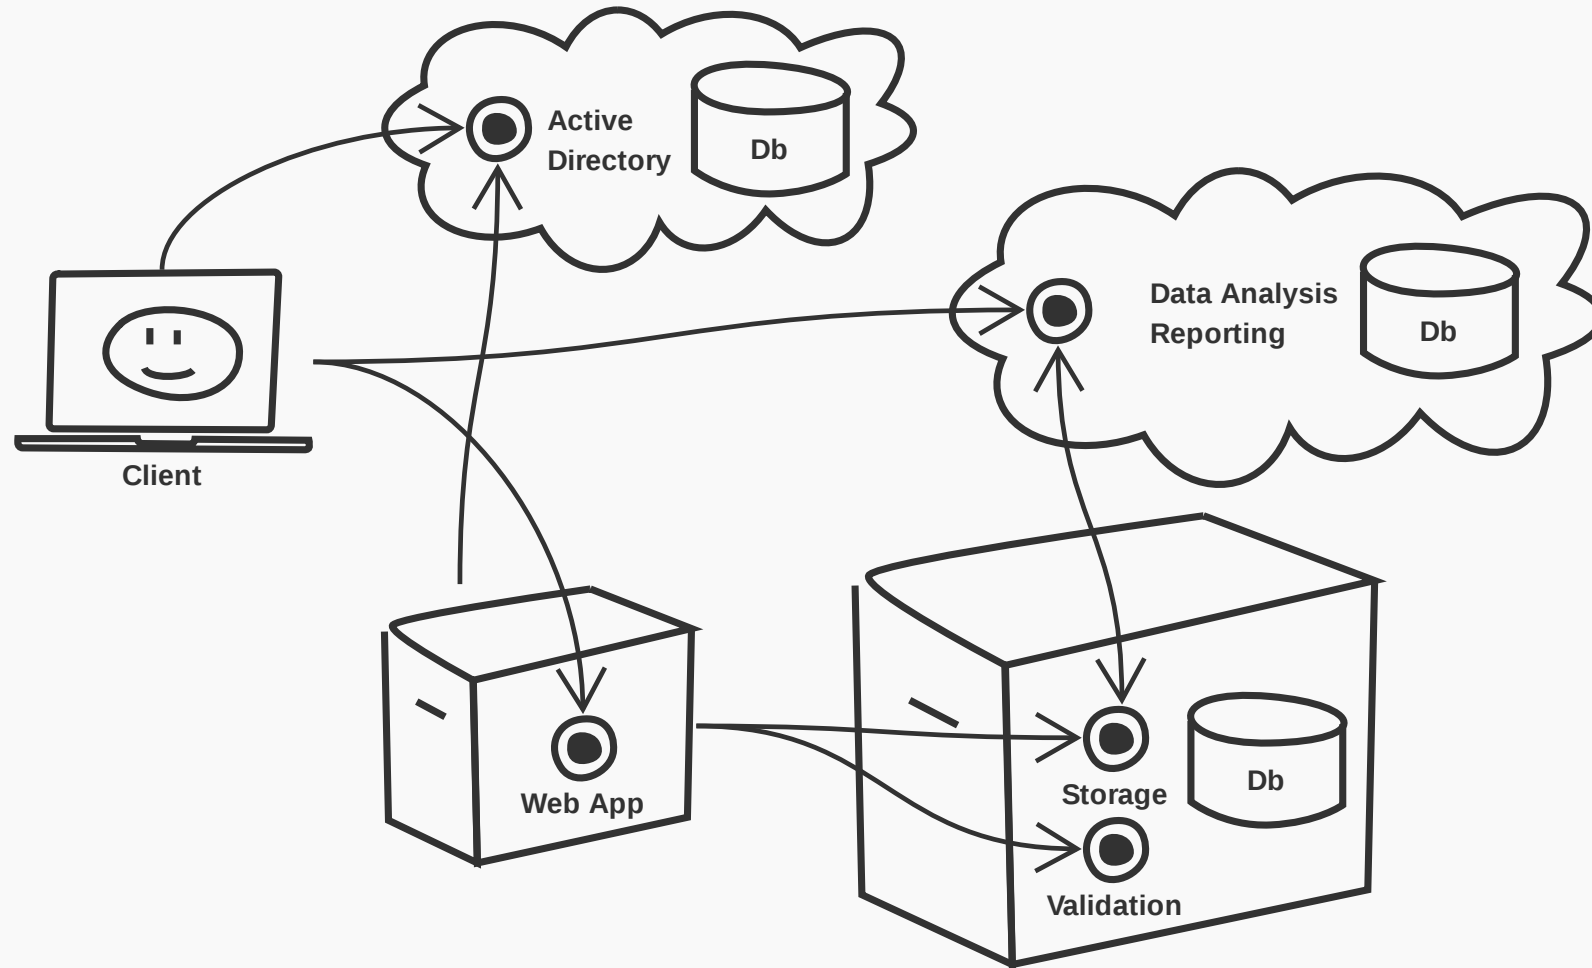 Active
Directory
Db
Data Analysis
Reporting
Db
Client
Web App
Storage
Db
Validation